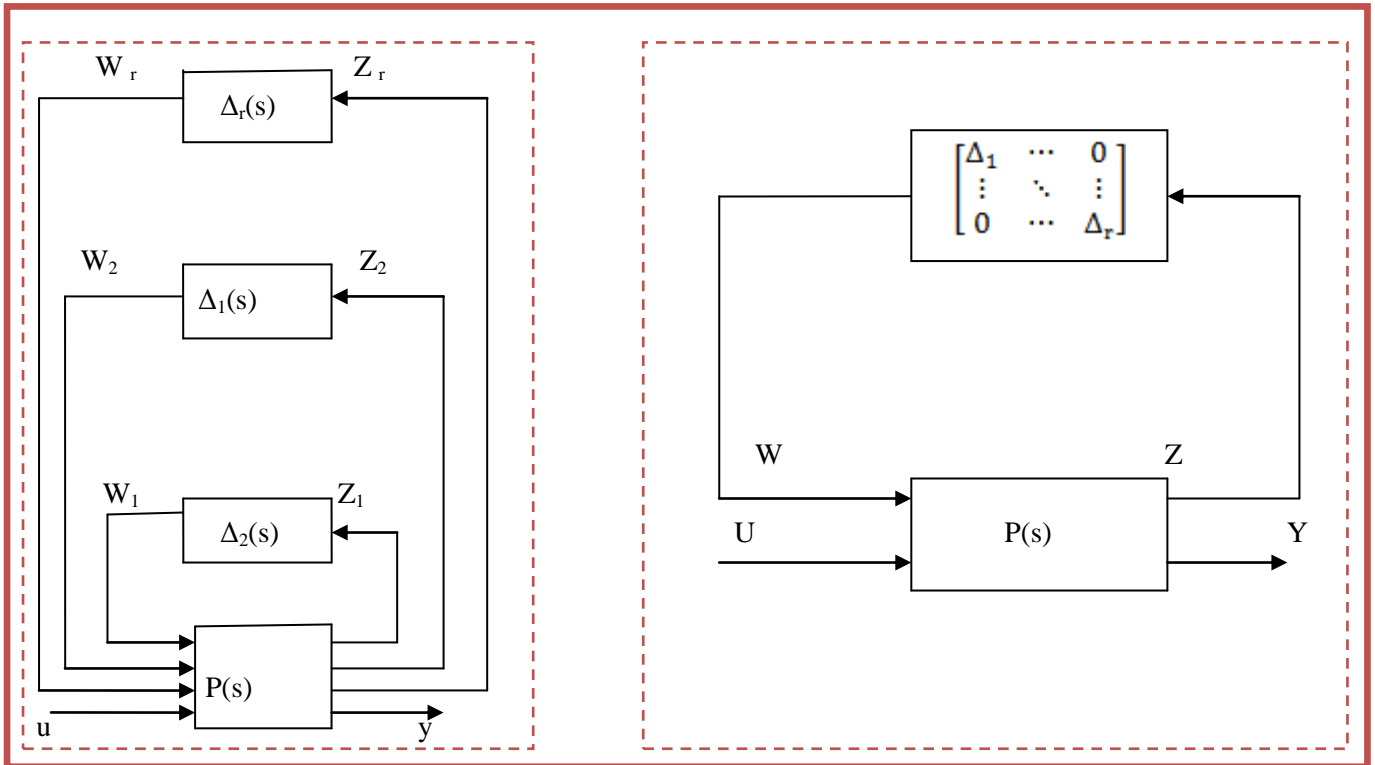 W r Z r
Δr(s)
W2 Z2
Δ1(s)
W1 Z1
Δ2(s)
P(s)
u y
[Δ1 ⋯ 0
⋮ ⋱ ⋮
0 ⋯ Δr]
W Z
U P(s) Y